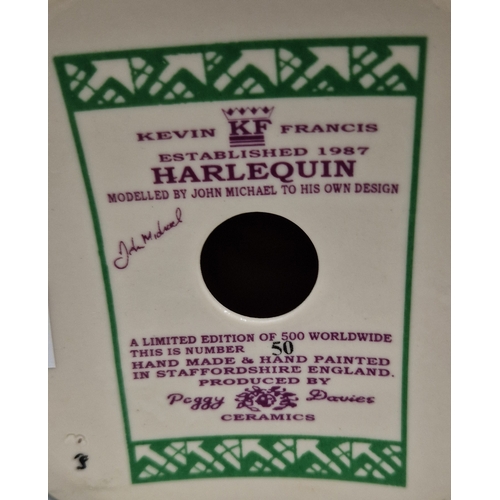 KEVIN KF FRANCIS
ESTABLISHED 1987
HARLEQUIN
MODELLED BY JOHN MICHAEL TO HIS OWN DESIGN
John Michael
A LIMITED EDITION OF 500 WORLDWIDE
THIS IS NUMBER 50
HAND MADE & HAND PAINTED
IN STAFFORDSHIRE ENGLAND.
PRODUCED BY
Peggy Davies
CERAMICS